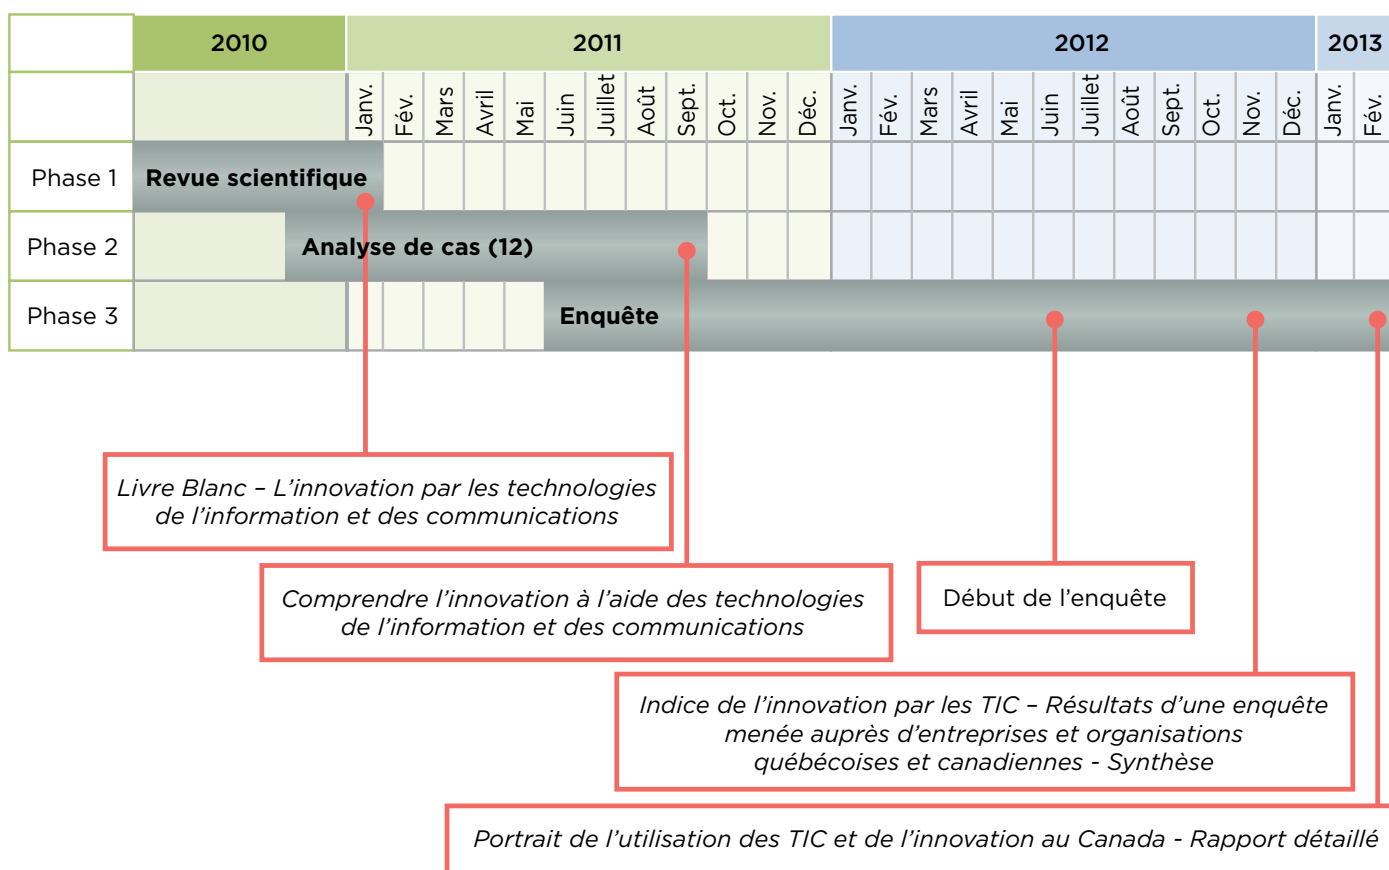 2010 2011 2012 2013
Janv. Fév. Mars Avril Mai Juin Juillet Août Sept. Oct. Nov. Déc. Janv. Fév. Mars Avril Mai Juin Juillet Août Sept. Oct. Nov. Déc. Janv. Fév.
Phase 1 Revue scientifique
Phase 2 Analyse de cas (12)
Phase 3 Enquête
Livre Blanc – L’innovation par les technologies
de l’information et des communications
Comprendre l’innovation à l’aide des technologies
de l’information et des communications
Début de l’enquête
Indice de l’innovation par les TIC – Résultats d’une enquête
menée auprès d’entreprises et organisations
québécoises et canadiennes - Synthèse
Portrait de l’utilisation des TIC et de l’innovation au Canada - Rapport détaillé